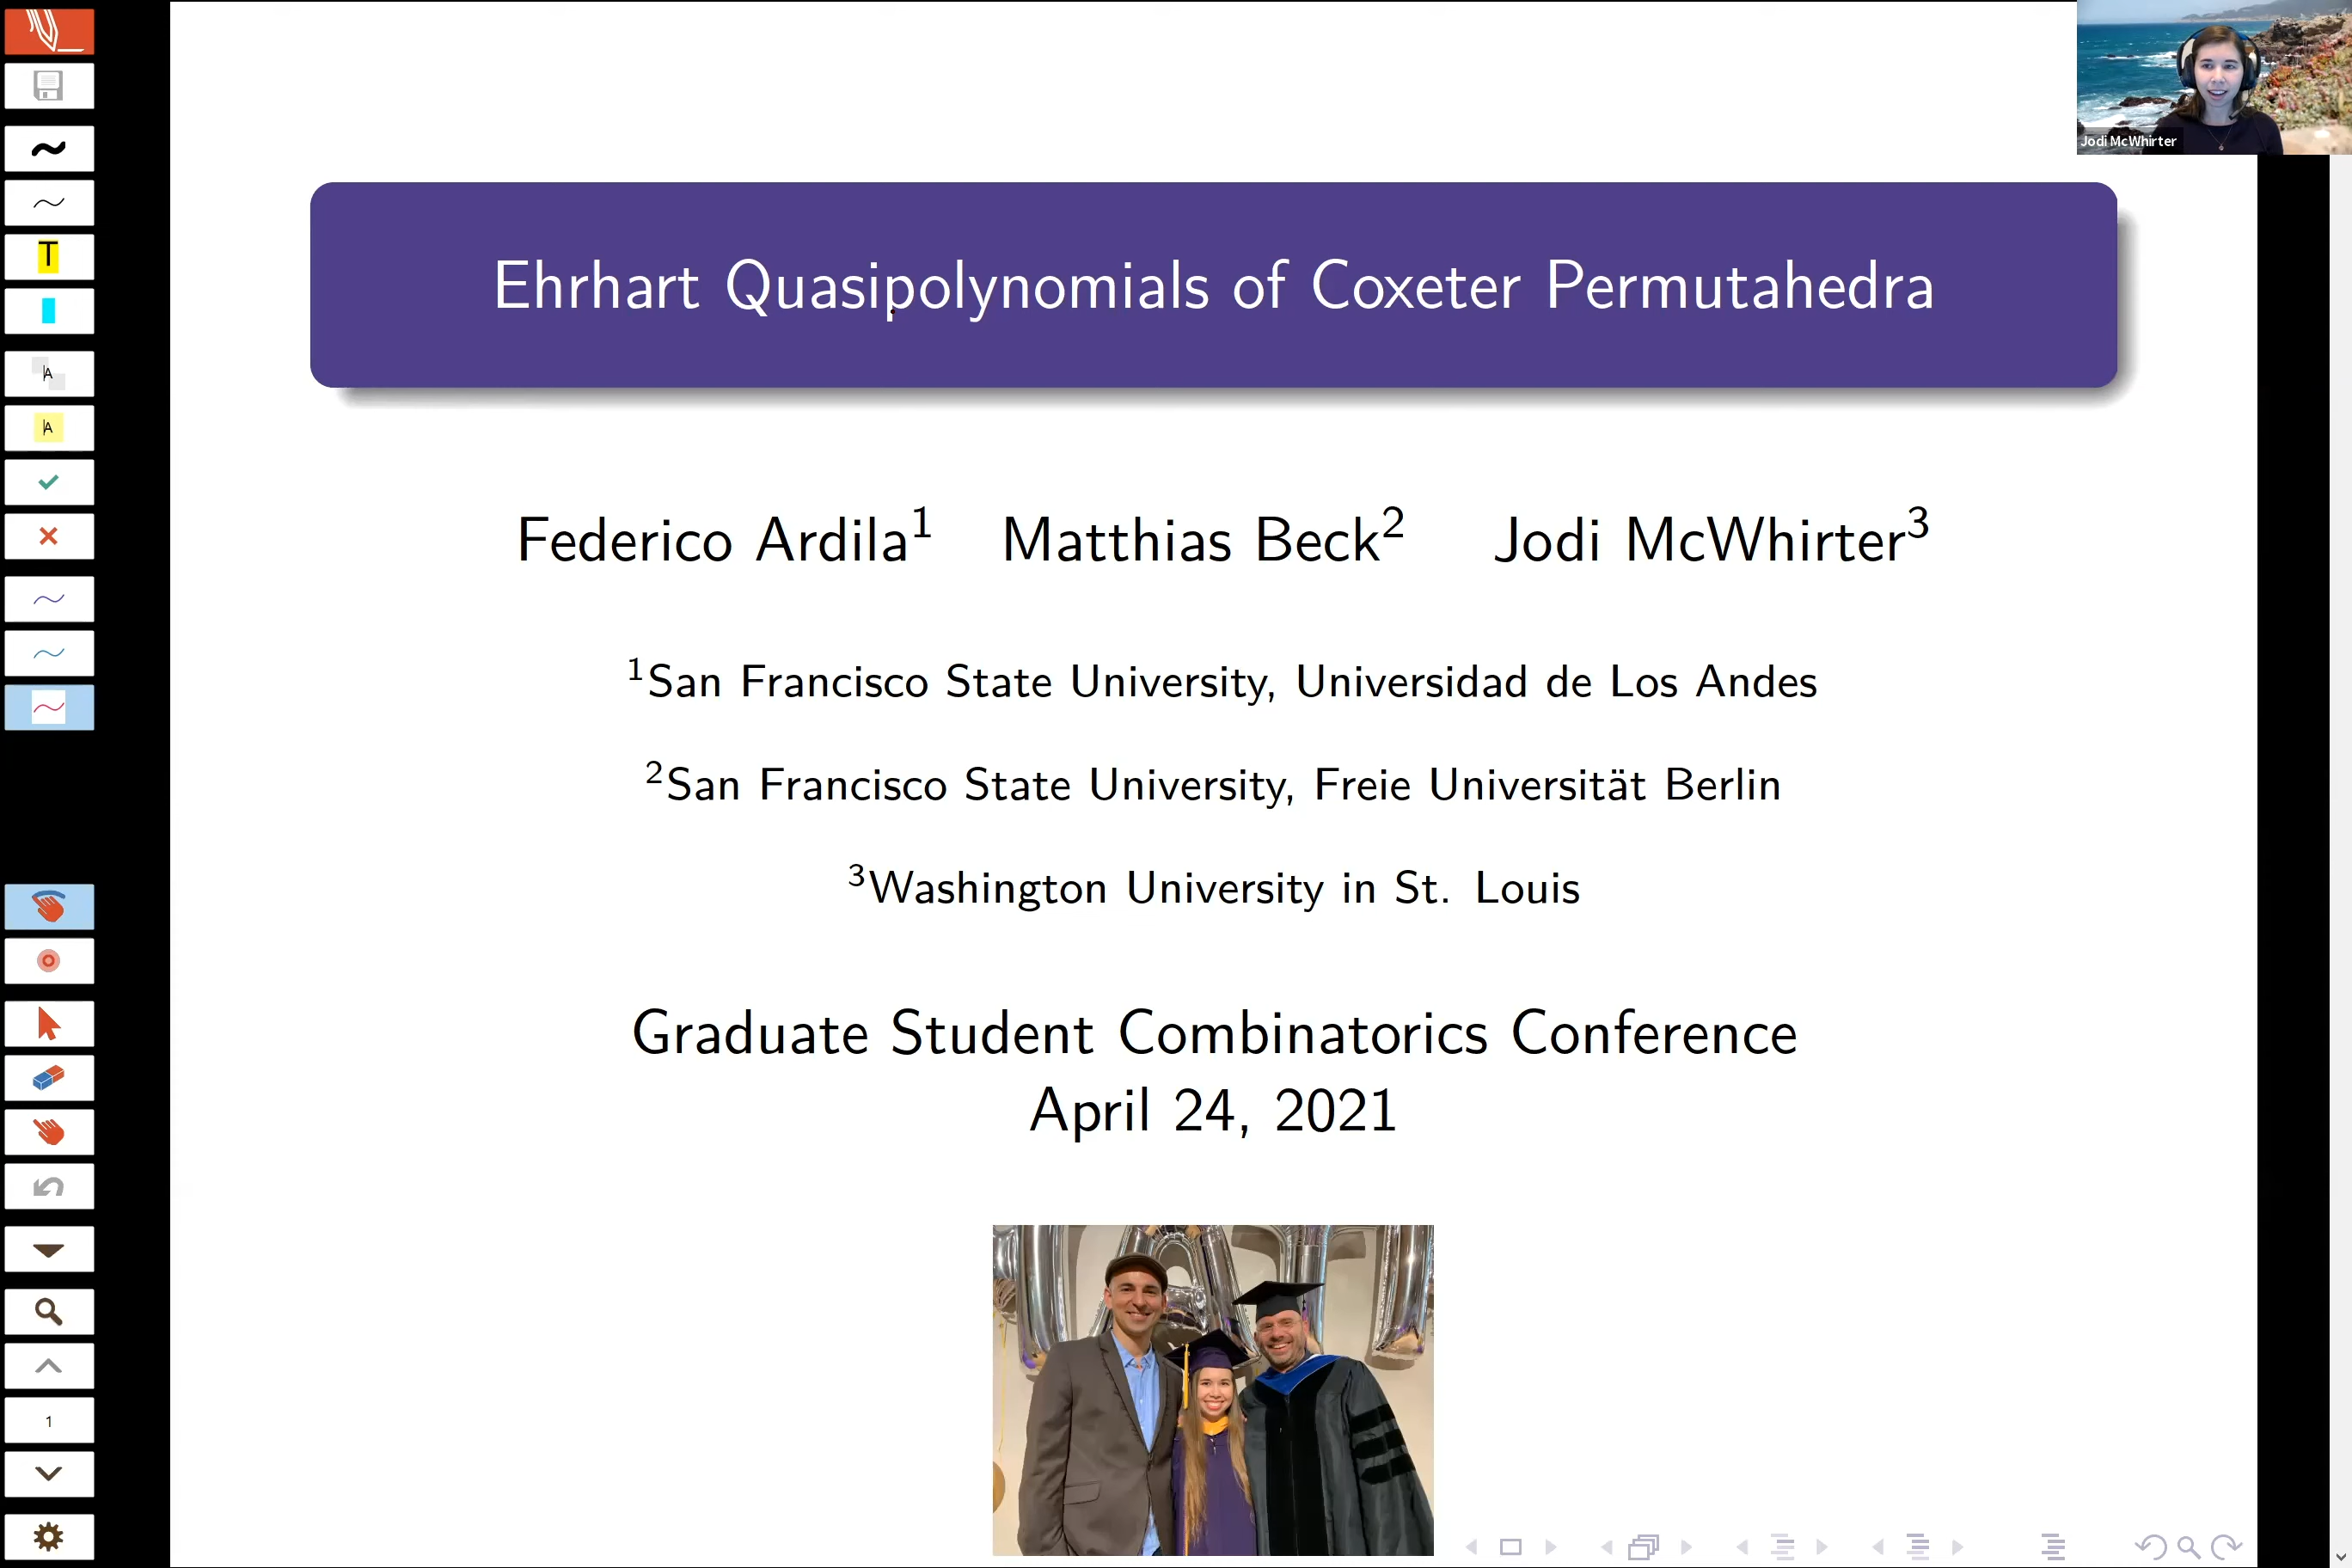 Jodi McWhirter
Ehrhart Quasipolynomials of Coxeter Permutahedra
Federico Ardila¹ Matthias Beck² Jodi McWhirter³
¹San Francisco State University, Universidad de Los Andes
²San Francisco State University, Freie Universität Berlin
³Washington University in St. Louis
Graduate Student Combinatorics Conference
April 24, 2021
T
A
A
1